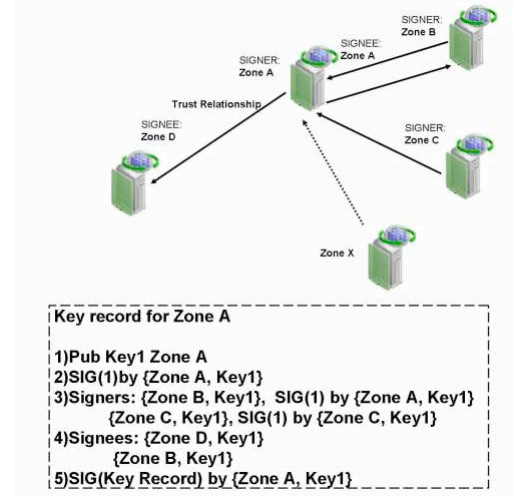 SIGNER:
Zone B
SIGNEE:
Zone A
SIGNER:
Zone A
Trust Relationship
SIGNEE:
Zone D
SIGNER:
Zone C
Zone X
Key record for Zone A
1)Pub Key1 Zone A
2)SIG(1)by {Zone A, Key1}
3)Signers: {Zone B, Key1}, SIG(1) by {Zone A, Key1}
{Zone C, Key1}, SIG(1) by {Zone C, Key1}
4)Signees: {Zone D, Key1}
{Zone B, Key1}
5)SIG(Key Record) by {Zone A, Key1}